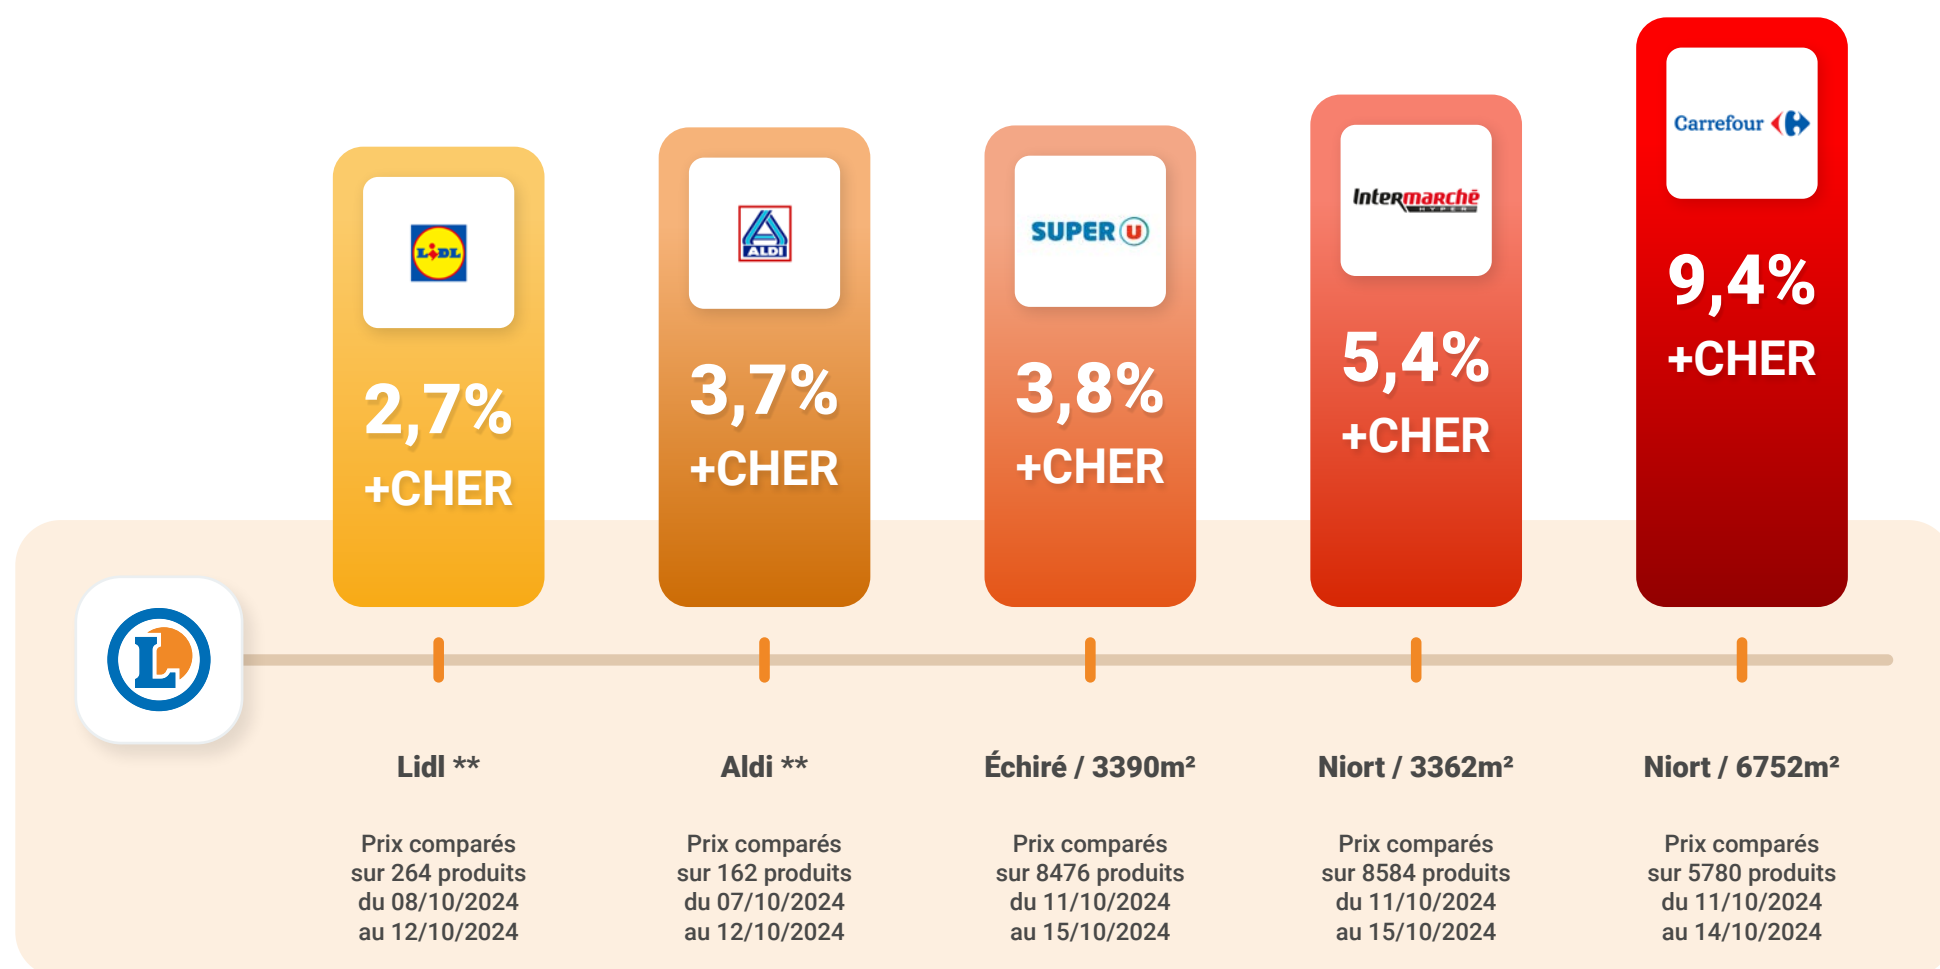 LIDL
2,7%
+CHER
ALDI
3,7%
+CHER
SUPER U
3,8%
+CHER
Intermarché
HYPER
5,4%
+CHER
Carrefour
9,4%
+CHER
L
Lidl **
Prix comparés
sur 264 produits
du 08/10/2024
au 12/10/2024
Aldi **
Prix comparés
sur 162 produits
du 07/10/2024
au 12/10/2024
Échiré / 3390m²
Prix comparés
sur 8476 produits
du 11/10/2024
au 15/10/2024
Niort / 3362m²
Prix comparés
sur 8584 produits
du 11/10/2024
au 15/10/2024
Niort / 6752m²
Prix comparés
sur 5780 produits
du 11/10/2024
au 14/10/2024